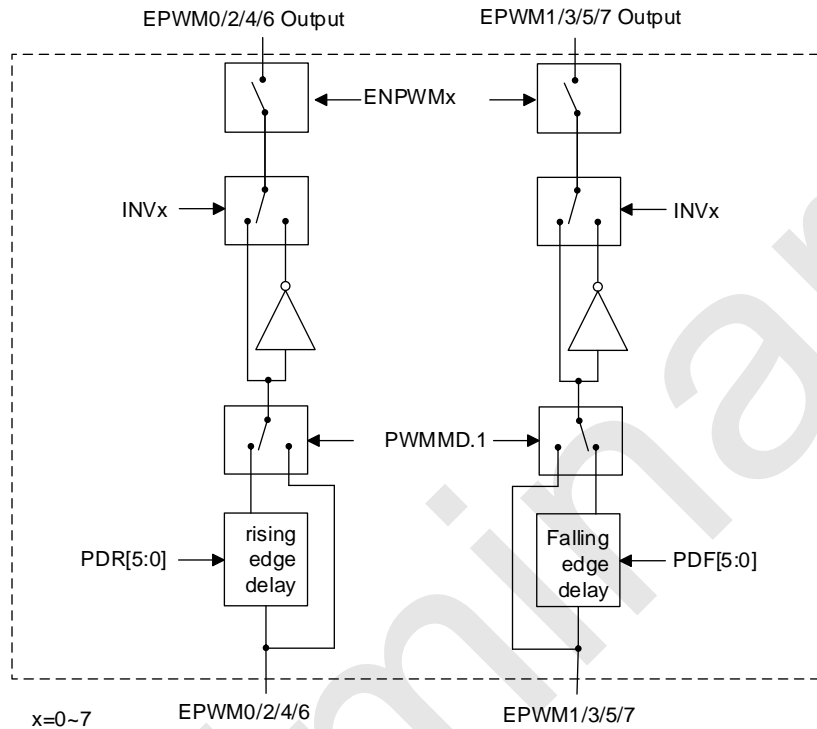 EPWM0/2/4/6 Output
EPWM1/3/5/7 Output
ENPWMx
INVx
INVx
PWMMD.1
PDR[5:0]
rising
edge
delay
Falling
edge
delay
PDF[5:0]
EPWM0/2/4/6
EPWM1/3/5/7
x=0~7